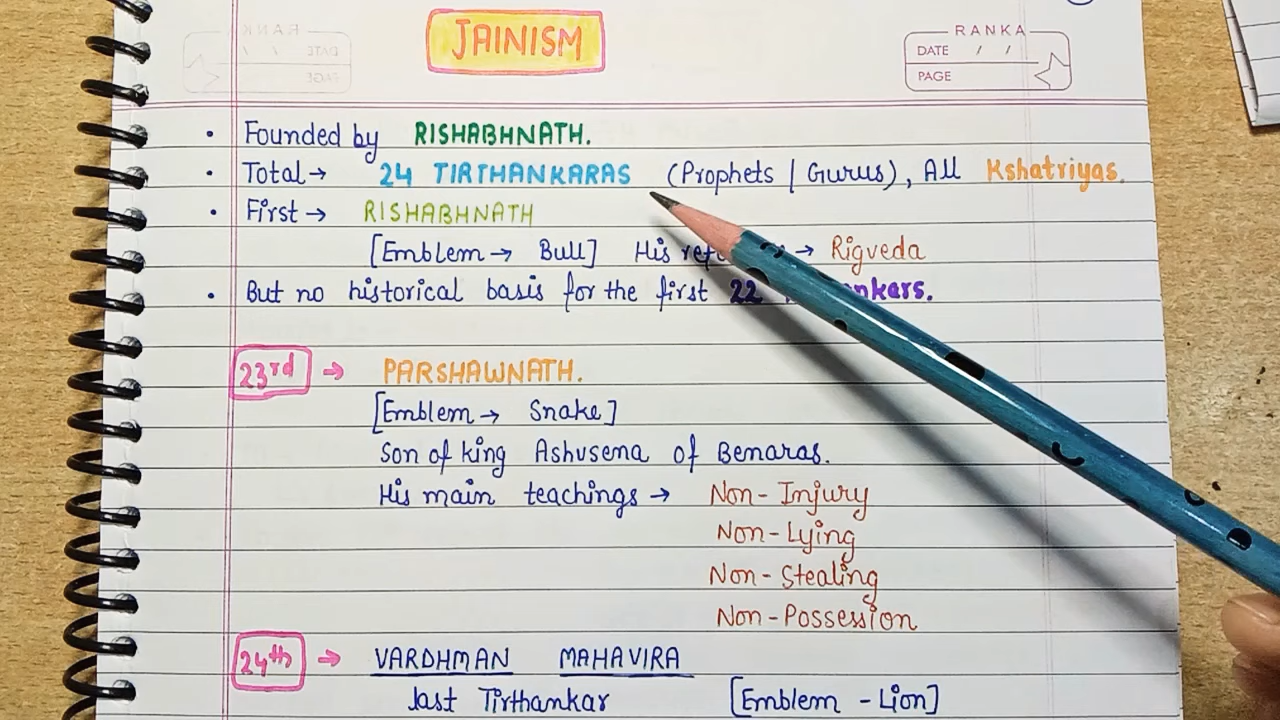 JAINISM
RANKA
DATE / /
PAGE
• Founded by RISHABHNATH.
• Total → 24 TIRTHANKARAS (Prophets | Gurus), All Kshatriyas.
• First → RISHABHNATH
[Emblem → Bull] His → Rigveda
• But no historical basis for the first 22
23rd → PARSHAWNATH.
[Emblem → Snake]
Son of king Ashvsena of Benaras.
His main teachings → Non-Injury
Non-Lying
Non-Stealing
Non-Possession
24th → VARDHMAN MAHAVIRA
last Tirthankar [Emblem - Lion]